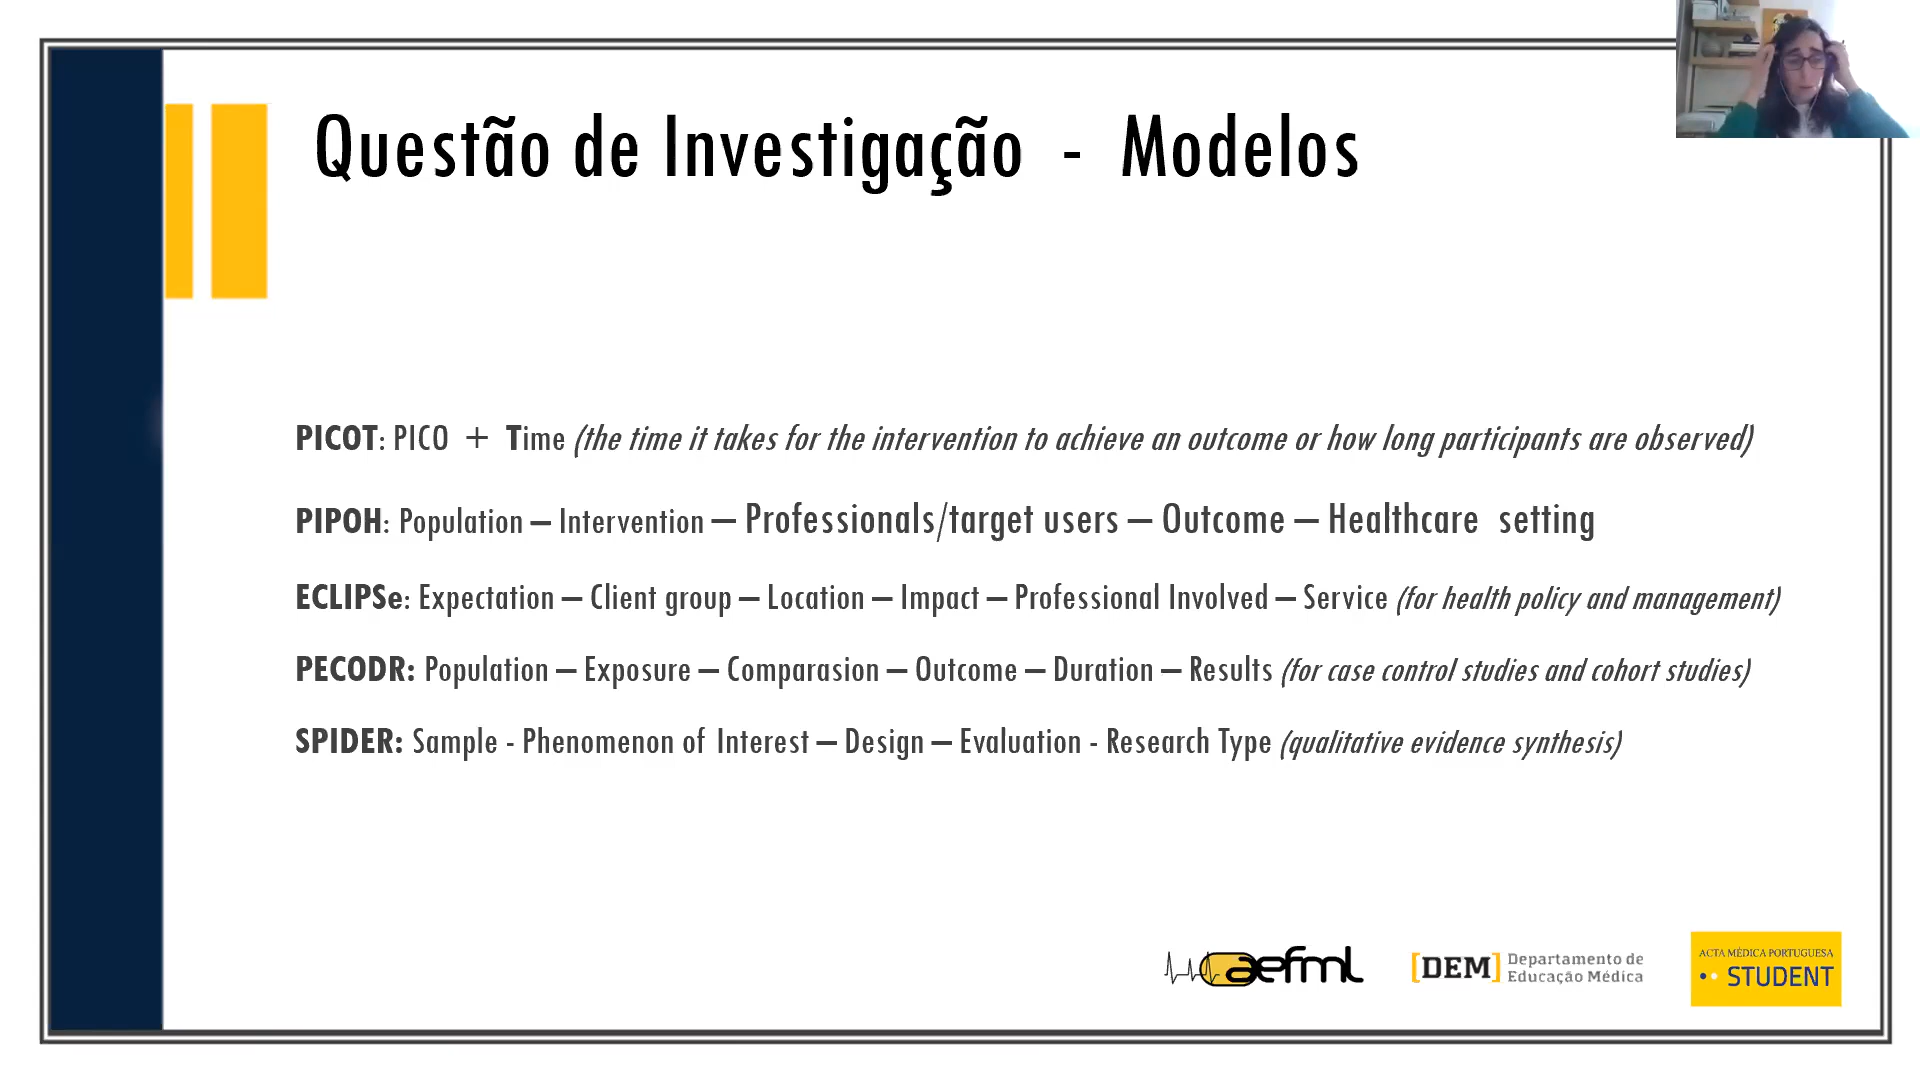 Questão de Investigação - Modelos
PICOT: PICO + Time (the time it takes for the intervention to achieve an outcome or how long participants are observed)
PIPOH: Population – Intervention – Professionals/target users – Outcome – Healthcare setting
ECLIPSe: Expectation – Client group – Location – Impact – Professional Involved – Service (for health policy and management)
PECODR: Population – Exposure – Comparasion – Outcome – Duration – Results (for case control studies and cohort studies)
SPIDER: Sample - Phenomenon of Interest – Design – Evaluation - Research Type (qualitative evidence synthesis)
aefml
[DEM] Departamento de
Educação Médica
ACTA MÉDICA PORTUGUESA
STUDENT